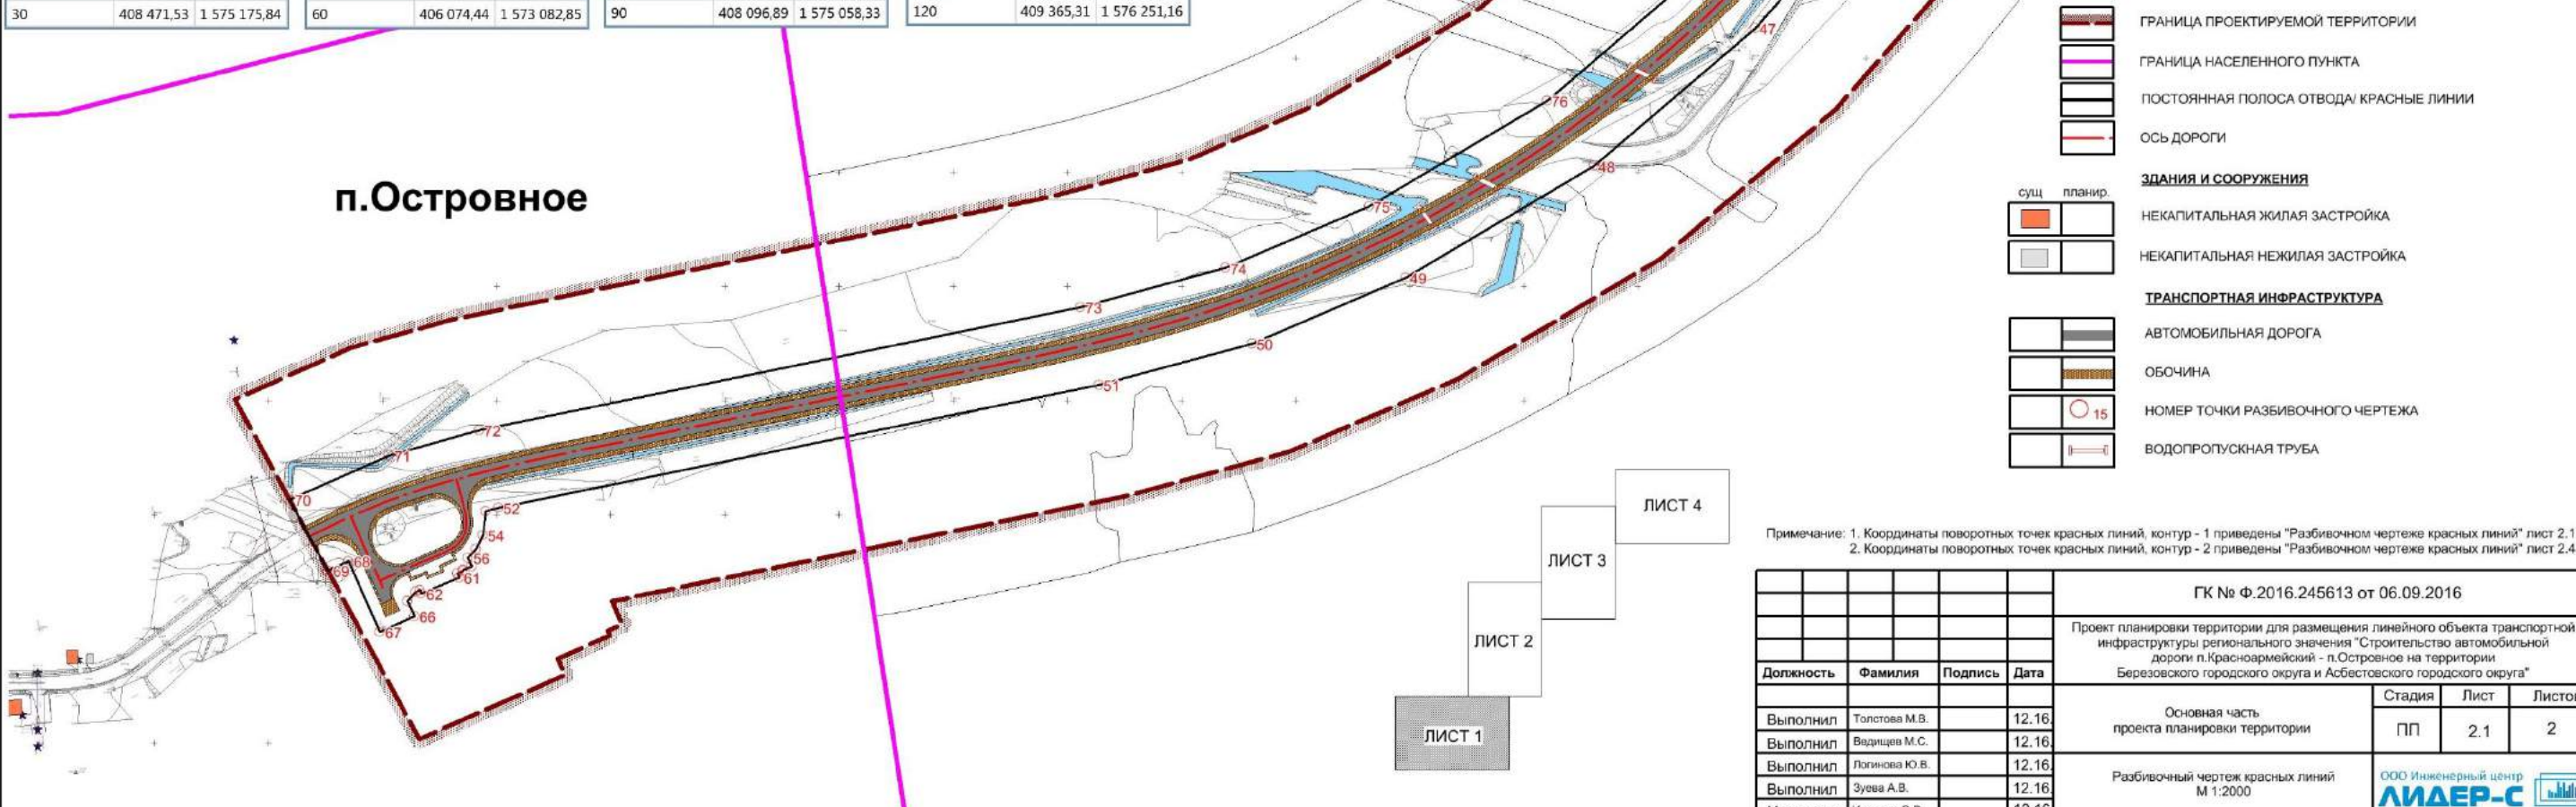 30 408 471,53 1 575 175,84
60 406 074,44 1 573 082,85
90 408 096,89 1 575 058,33
120 409 365,31 1 576 251,16
п.Островное
47
76
48
75
74
49
73
50
51
72
71
70
52
54
56
68
69
61
62
66
67
ГРАНИЦА ПРОЕКТИРУЕМОЙ ТЕРРИТОРИИ
ГРАНИЦА НАСЕЛЕННОГО ПУНКТА
ПОСТОЯННАЯ ПОЛОСА ОТВОДА/ КРАСНЫЕ ЛИНИИ
ОСЬ ДОРОГИ
ЗДАНИЯ И СООРУЖЕНИЯ
сущ планир.
НЕКАПИТАЛЬНАЯ ЖИЛАЯ ЗАСТРОЙКА
НЕКАПИТАЛЬНАЯ НЕЖИЛАЯ ЗАСТРОЙКА
ТРАНСПОРТНАЯ ИНФРАСТРУКТУРА
АВТОМОБИЛЬНАЯ ДОРОГА
ОБОЧИНА
15 НОМЕР ТОЧКИ РАЗБИВОЧНОГО ЧЕРТЕЖА
ВОДОПРОПУСКНАЯ ТРУБА
ЛИСТ 4
ЛИСТ 3
ЛИСТ 2
ЛИСТ 1
Примечание: 1. Координаты поворотных точек красных линий, контур - 1 приведены "Разбивочном чертеже красных линий" лист 2.1
2. Координаты поворотных точек красных линий, контур - 2 приведены "Разбивочном чертеже красных линий" лист 2.4
ГК № Ф.2016.245613 от 06.09.2016
Проект планировки территории для размещения линейного объекта транспортной
инфраструктуры регионального значения "Строительство автомобильной
дороги п.Красноармейский - п.Островное на территории
Березовского городского округа и Асбестовского городского округа"
Должность Фамилия Подпись Дата
Выполнил Толстова М.В. 12.16.
Выполнил Ведищев М.С. 12.16.
Выполнил Логинова Ю.В. 12.16.
Выполнил Зуева А.В. 12.16.
Основная часть
проекта планировки территории
Стадия Лист Листов
ПП 2.1 2
Разбивочный чертеж красных линий
М 1:2000
ООО Инженерный центр
ЛИДЕР-С